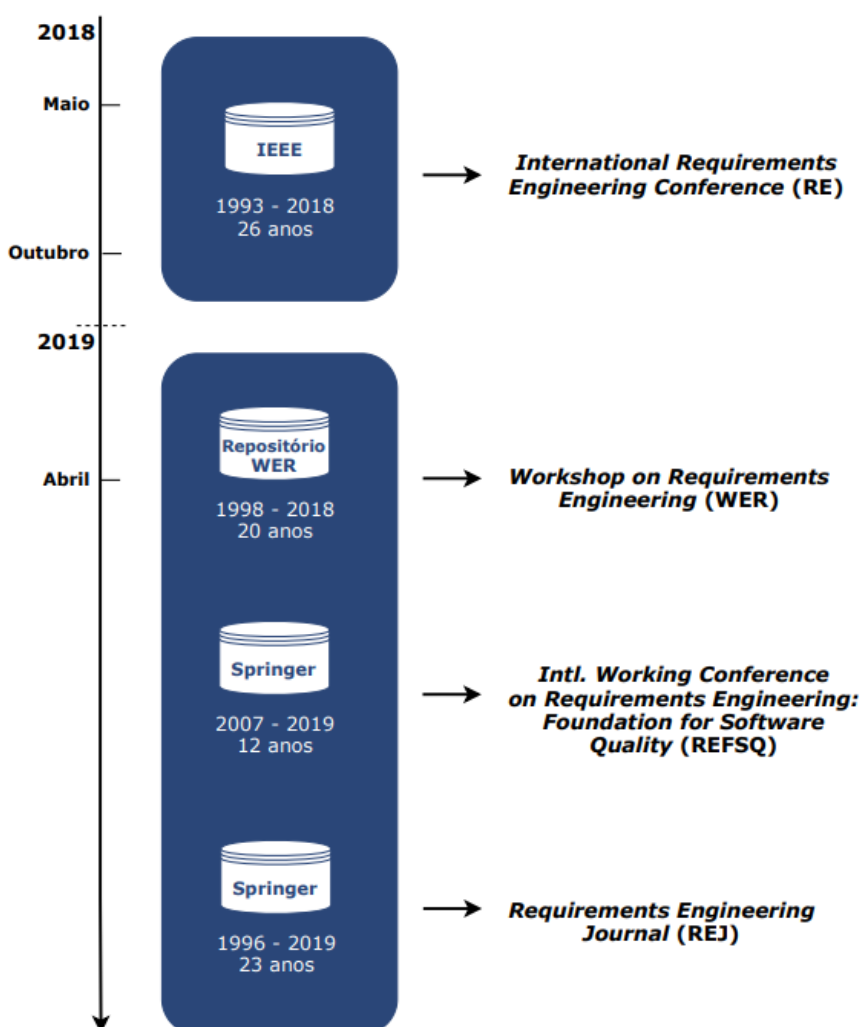 2018
Maio
IEEE
1993 - 2018
26 anos
International Requirements
Engineering Conference (RE)
Outubro
2019
Abril
Repositório
WER
1998 - 2018
20 anos
Workshop on Requirements
Engineering (WER)
Springer
2007 - 2019
12 anos
Intl. Working Conference
on Requirements Engineering:
Foundation for Software
Quality (REFSQ)
Springer
1996 - 2019
23 anos
Requirements Engineering
Journal (REJ)